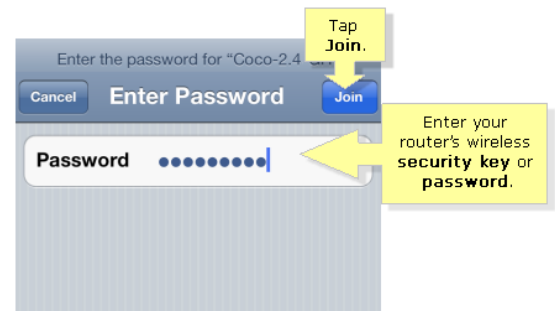 Tap
Join.
Enter the password for “Coco-2.4
Cancel
Enter Password
Join
Enter your
router's wireless
security key or
password.
Password